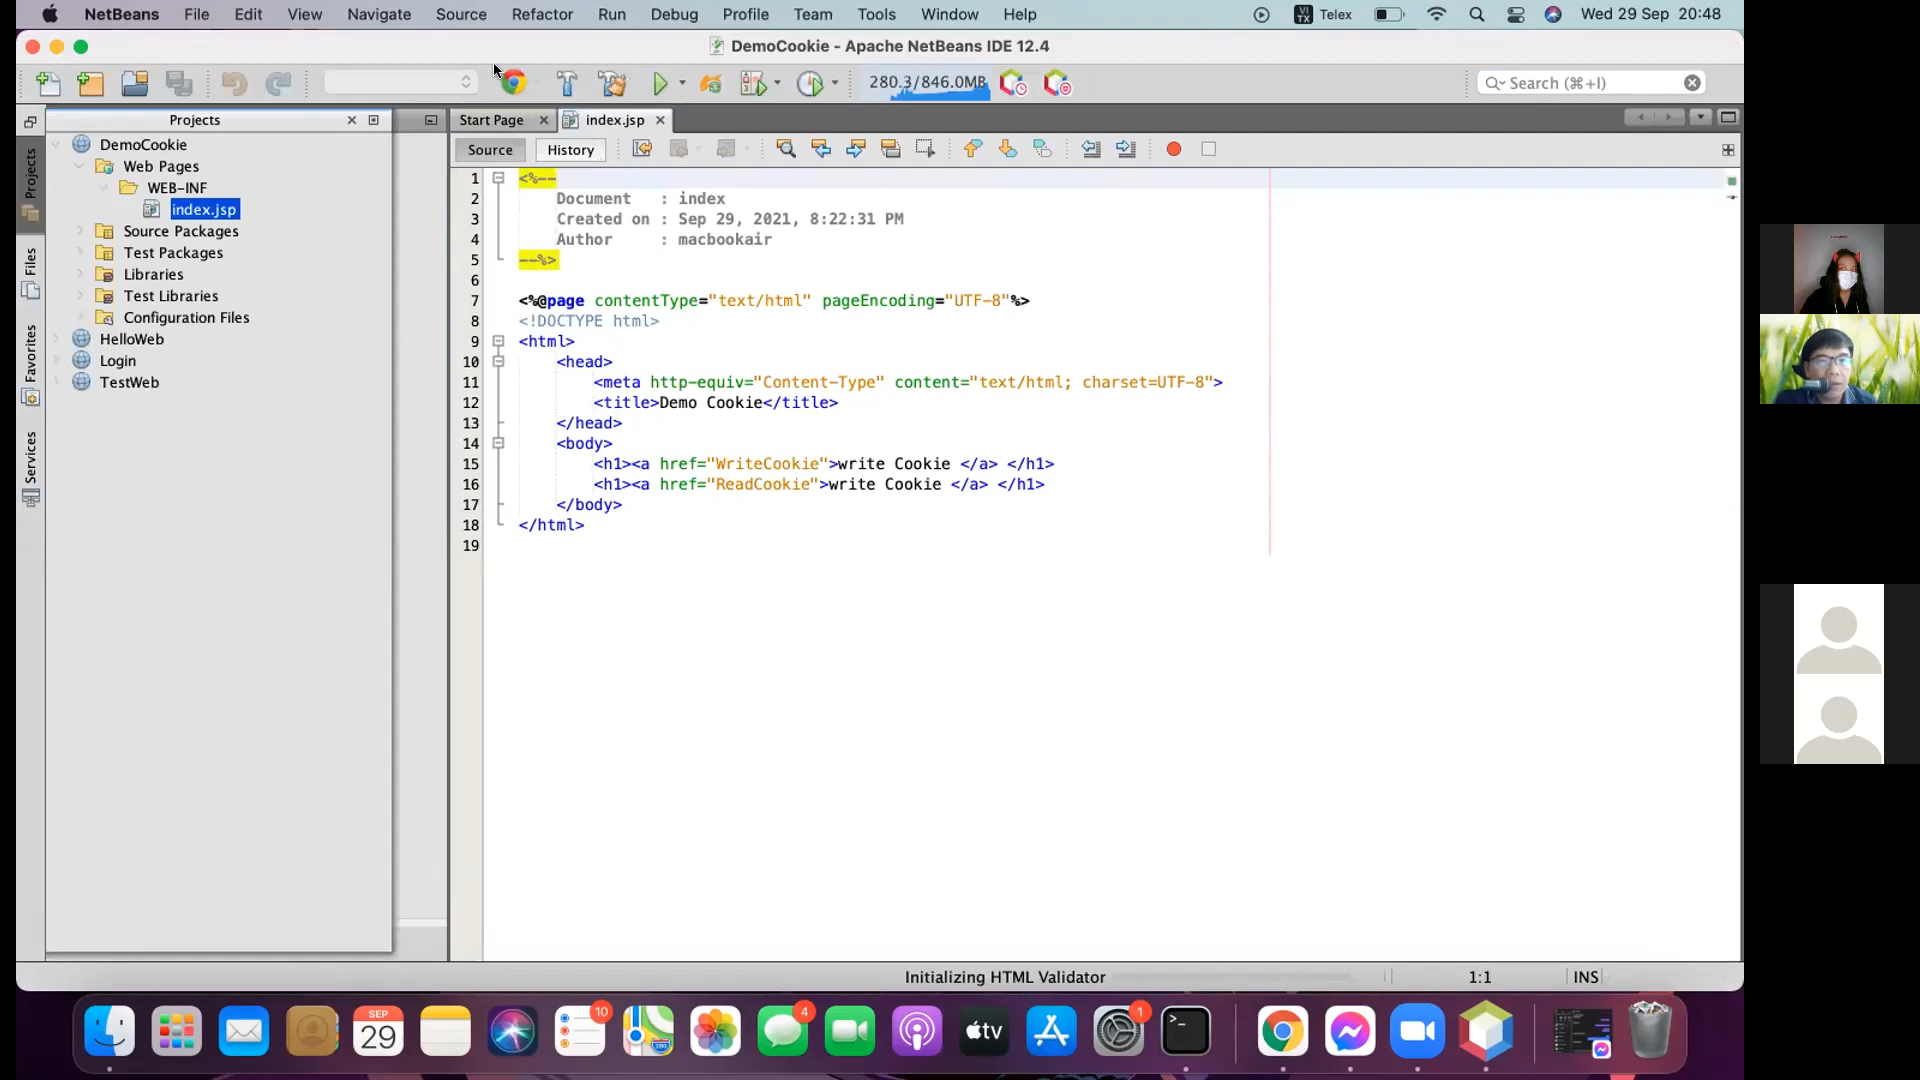 NetBeans File Edit View Navigate Source Refactor Run Debug Profile Team Tools Window Help VI TX Telex Wed 29 Sep 20:48
DemoCookie - Apache NetBeans IDE 12.4
280.3/846.0MB Search (⌘+I)
Projects
Start Page index.jsp
Source History
Projects
Files
Favorites
Services
DemoCookie
Web Pages
WEB-INF
index.jsp
Source Packages
Test Packages
Libraries
Test Libraries
Configuration Files
HelloWeb
Login
TestWeb
1 <%--
2 Document : index
3 Created on : Sep 29, 2021, 8:22:31 PM
4 Author : macbookair
5 --%>
6
7 <%@page contentType="text/html" pageEncoding="UTF-8"%>
8 <!DOCTYPE html>
9 <html>
10 <head>
11 <meta http-equiv="Content-Type" content="text/html; charset=UTF-8">
12 <title>Demo Cookie</title>
13 </head>
14 <body>
15 <h1><a href="WriteCookie">write Cookie </a> </h1>
16 <h1><a href="ReadCookie">write Cookie </a> </h1>
17 </body>
18 </html>
19
Initializing HTML Validator 1:1 INS
SEP
29
10
4
tv
1
>_